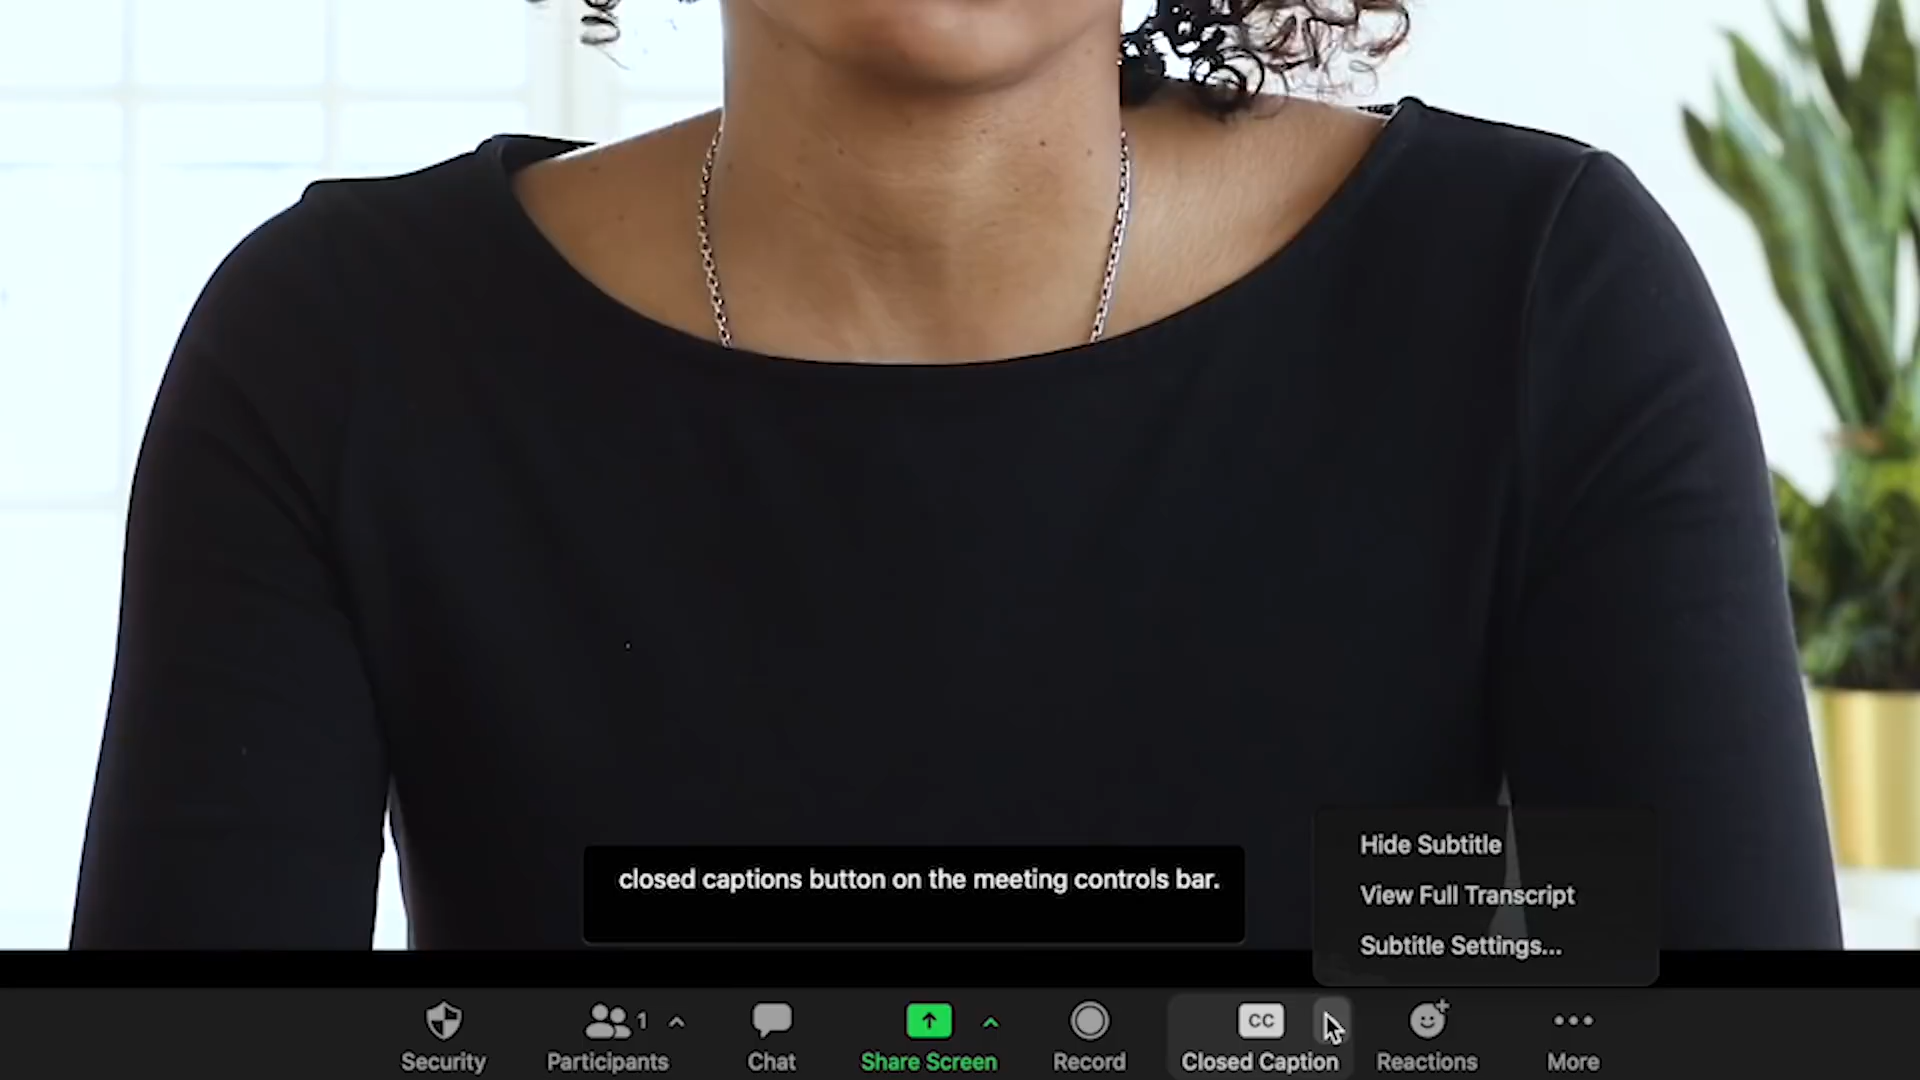 closed captions button on the meeting controls bar.
Hide Subtitle
View Full Transcript
Subtitle Settings...
1
CC
Security
Participants
Chat
Share Screen
Record
Closed Caption
Reactions
More